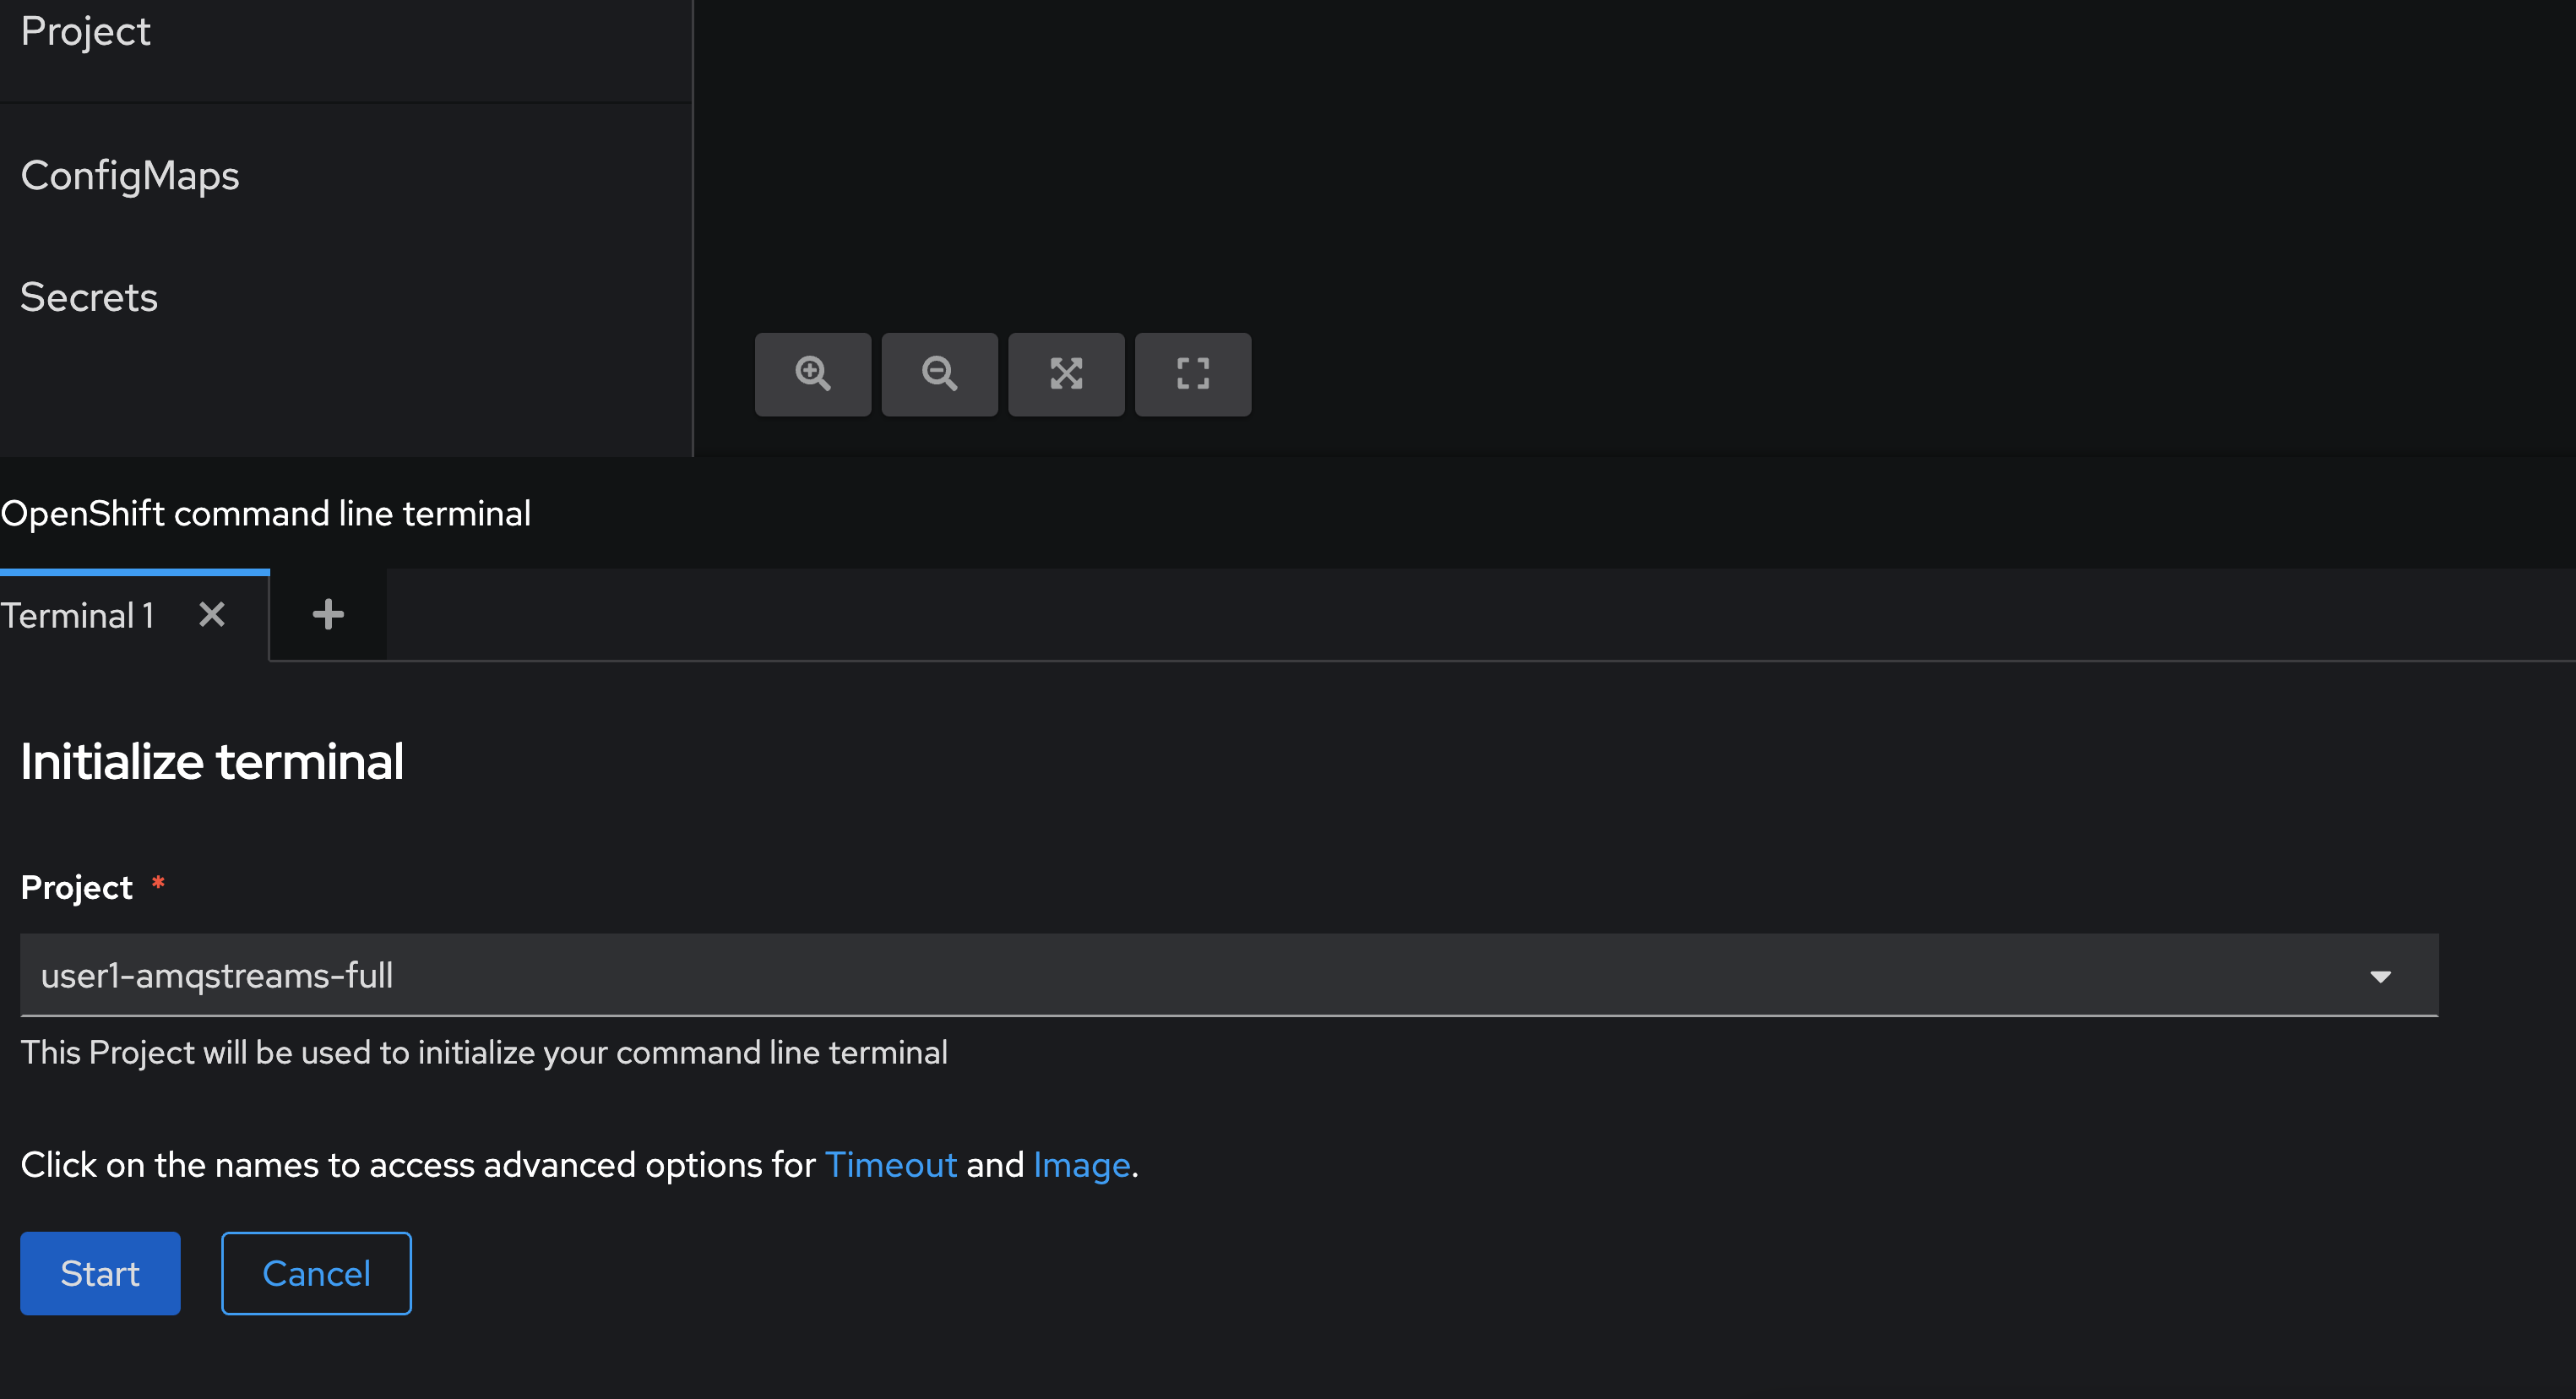 Project
ConfigMaps
Secrets
OpenShift command line terminal
Terminal 1
Initialize terminal
Project *
user1-amqstreams-full
This Project will be used to initialize your command line terminal
Click on the names to access advanced options for Timeout and Image.
Start Cancel